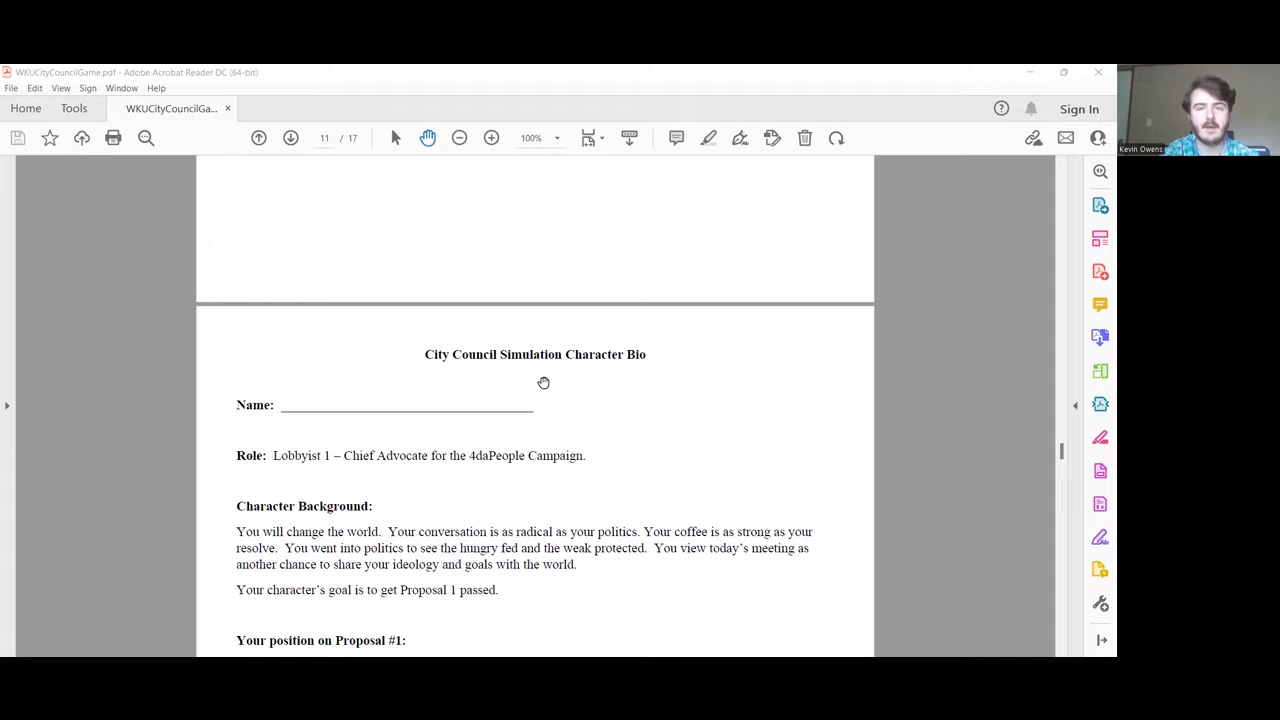 WKUCityCouncilGame.pdf - Adobe Acrobat Reader DC (64-bit)
File Edit View Sign Window Help
Home Tools WKUCityCouncilGa... × Sign In
11 / 17 100%
Kevin Owens
City Council Simulation Character Bio
Name: ____________________________________
Role: Lobbyist 1 – Chief Advocate for the 4daPeople Campaign.
Character Background:
You will change the world. Your conversation is as radical as your politics. Your coffee is as strong as your
resolve. You went into politics to see the hungry fed and the weak protected. You view today's meeting as
another chance to share your ideology and goals with the world.
Your character's goal is to get Proposal 1 passed.
Your position on Proposal #1: